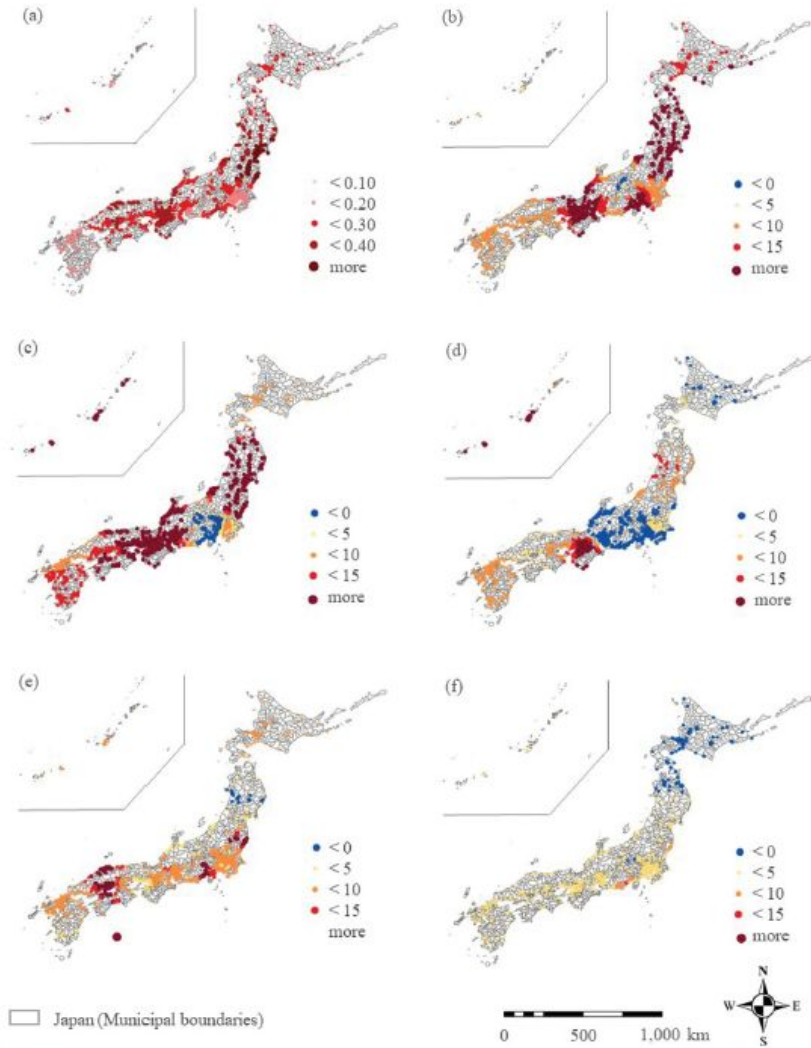 (a)
< 0.10
< 0.20
< 0.30
< 0.40
more
(b)
< 0
< 5
< 10
< 15
more
(c)
< 0
< 5
< 10
< 15
more
(d)
< 0
< 5
< 10
< 15
more
(e)
< 0
< 5
< 10
< 15
more
(f)
< 0
< 5
< 10
< 15
more
Japan (Municipal boundaries)
0 500 1,000 km
N
W E
S